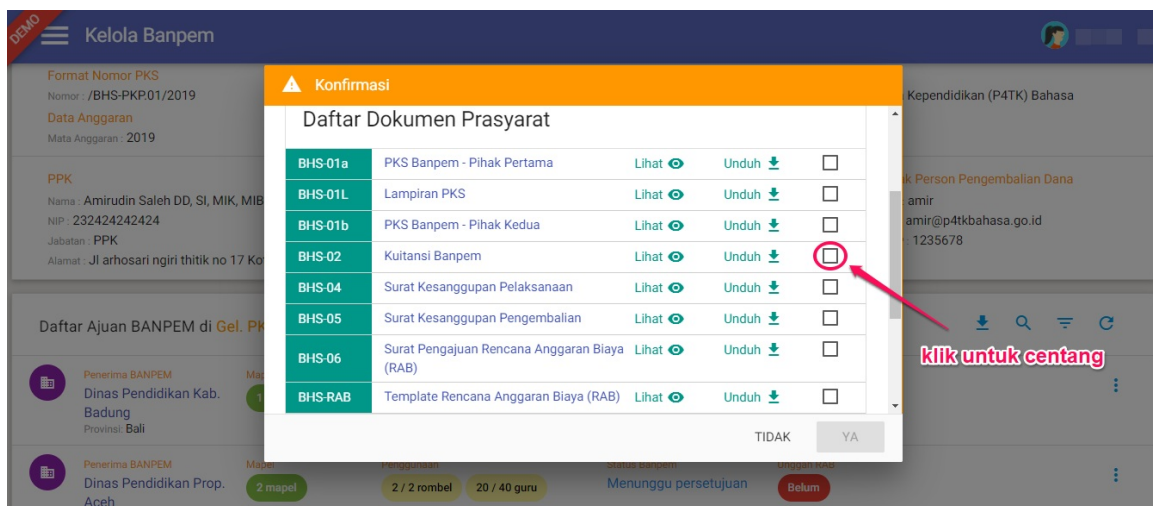 DEMO
Kelola Banpem
Format Nomor PKS
Nomor : /BHS-PKP.01/2019
Data Anggaran
Mata Anggaran : 2019
Kependidikan (P4TK) Bahasa
PPK
Nama : Amirudin Saleh DD, SI, MIK, MIB
NIP : 232424242424
Jabatan : PPK
Alamat : Jl arhosari ngiri thitik no 17 Ko
Person Pengembalian Dana
amir
amir@p4tkbahasa.go.id
: 1235678
Konfirmasi
Daftar Dokumen Prasyarat
BHS-01a PKS Banpem - Pihak Pertama Lihat Unduh
BHS-01L Lampiran PKS Lihat Unduh
BHS-01b PKS Banpem - Pihak Kedua Lihat Unduh
BHS-02 Kuitansi Banpem Lihat Unduh
BHS-04 Surat Kesanggupan Pelaksanaan Lihat Unduh
BHS-05 Surat Kesanggupan Pengembalian Lihat Unduh
BHS-06 Surat Pengajuan Rencana Anggaran Biaya Lihat Unduh
(RAB)
BHS-RAB Template Rencana Anggaran Biaya (RAB) Lihat Unduh
TIDAK YA
klik untuk centang
Daftar Ajuan BANPEM di Gel. PK
Penerima BANPEM
Dinas Pendidikan Kab.
Badung
Provinsi: Bali
Penerima BANPEM Mapel Penggunaan Status Banpem Unggah RAB
Dinas Pendidikan Prop. 2 mapel 2 / 2 rombel 20 / 40 guru Menunggu persetujuan Belum
Aceh